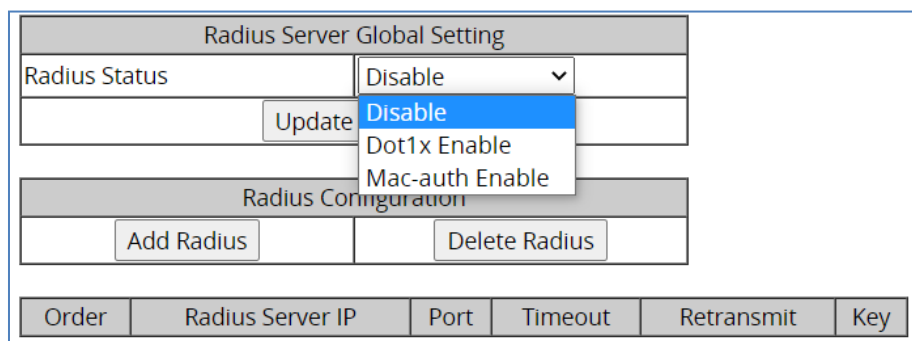 Radius Server Global Setting
Radius Status Disable
Update Disable
Dot1x Enable
Mac-auth Enable
Radius Configuration
Add Radius Delete Radius
Order Radius Server IP Port Timeout Retransmit Key